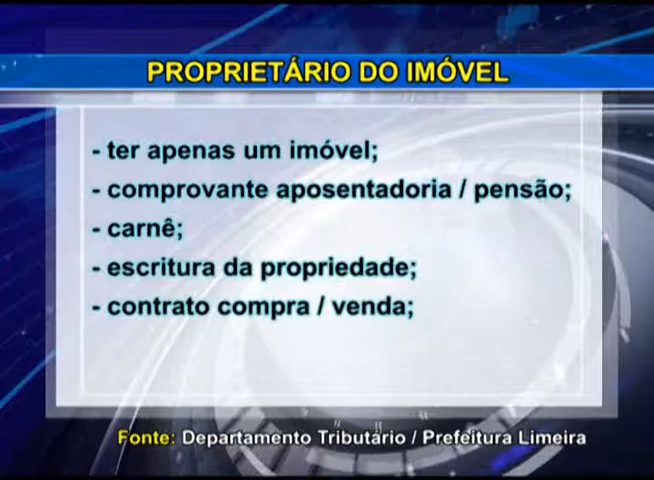 PROPRIETÁRIO DO IMÓVEL
- ter apenas um imóvel;
- comprovante aposentadoria / pensão;
- carnê;
- escritura da propriedade;
- contrato compra / venda;
Fonte: Departamento Tributário / Prefeitura Limeira